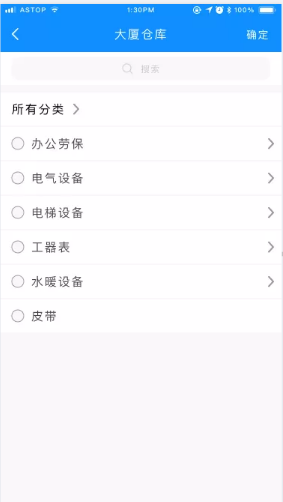 ASTOP 1:30PM 100%
大厦仓库 确定
搜索
所有分类
办公劳保
电气设备
电梯设备
工器表
水暖设备
皮带